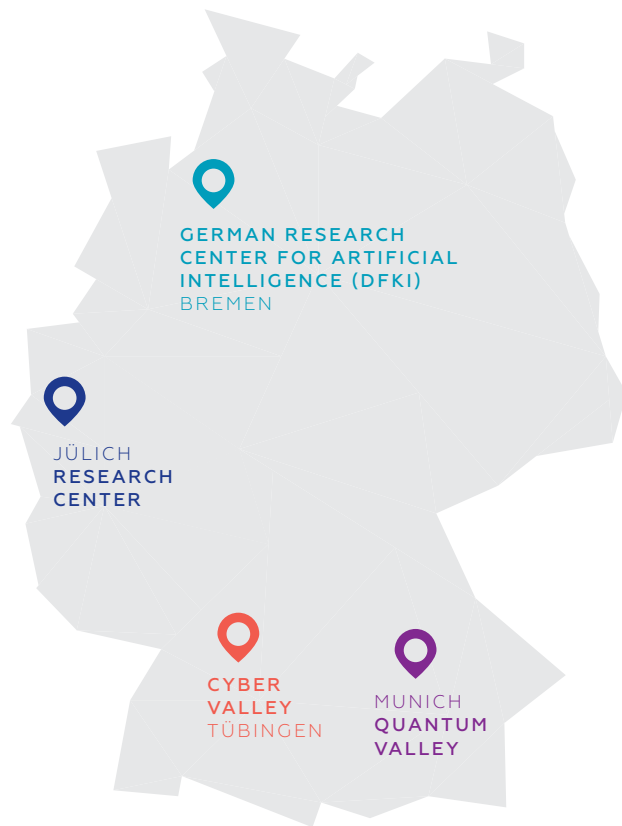 GERMAN RESEARCH
CENTER FOR ARTIFICIAL
INTELLIGENCE (DFKI)
BREMEN
JÜLICH
RESEARCH
CENTER
CYBER
VALLEY
TÜBINGEN
MUNICH
QUANTUM
VALLEY